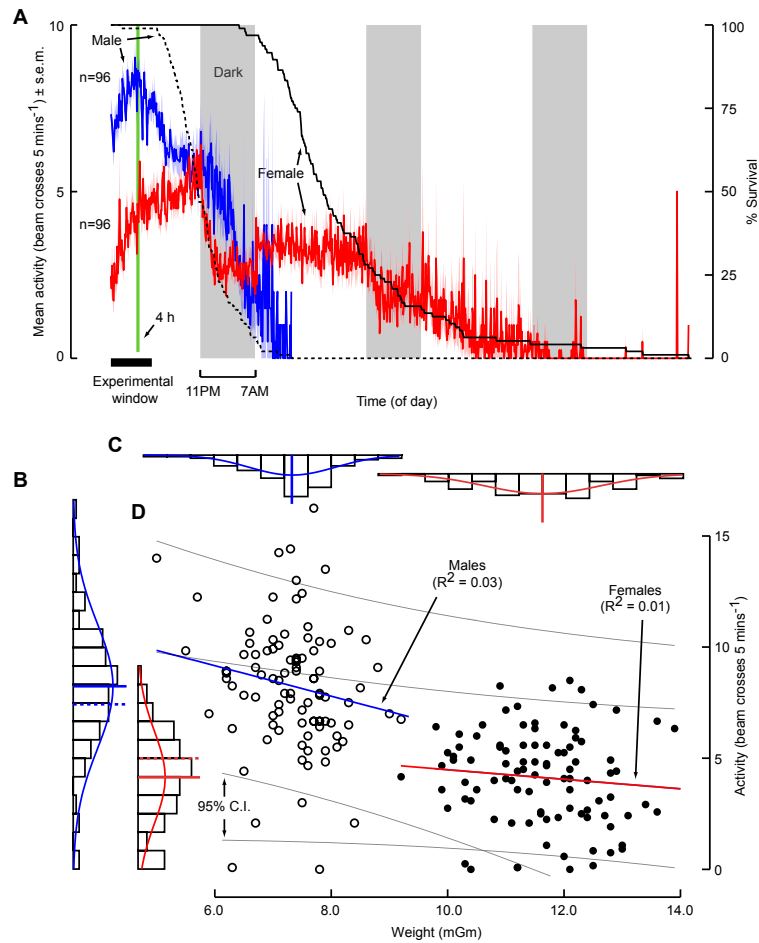 A
10
100
Male
n=96
Dark
75
Mean activity (beam crosses 5 mins-1) ± s.e.m.
5
50
% Survival
Female
n=96
25
4 h
0
0
Experimental
window
11PM
7AM
Time (of day)
C
B
D
15
Males
(R2 = 0.03)
Females
(R2 = 0.01)
10
Activity (beam crosses 5 mins-1)
5
95% C.I.
0
6.0
8.0
10.0
12.0
14.0
Weight (mGm)